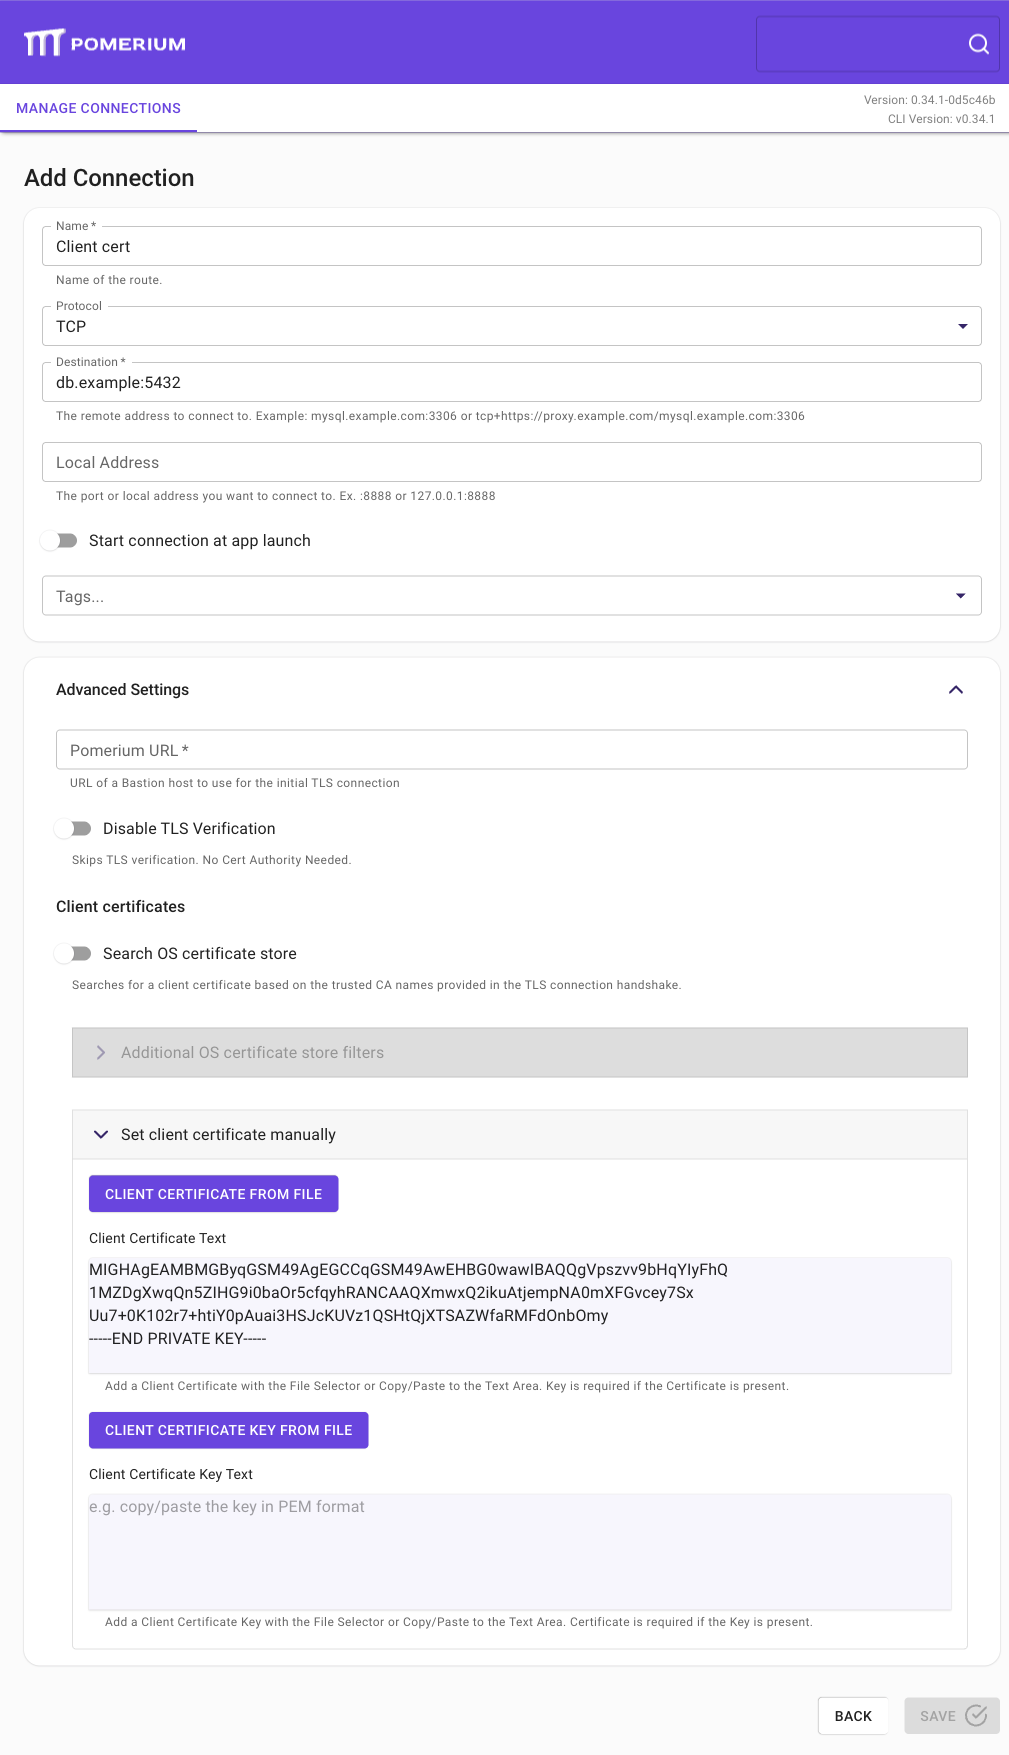 POMERIUM
MANAGE CONNECTIONS
Version: 0.34.1-0d5c46b
CLI Version: v0.34.1
Add Connection
Name *
Client cert
Name of the route.
Protocol
TCP
Destination *
db.example:5432
The remote address to connect to. Example: mysql.example.com:3306 or tcp+https://proxy.example.com/mysql.example.com:3306
Local Address
The port or local address you want to connect to. Ex. :8888 or 127.0.0.1:8888
Start connection at app launch
Tags...
Advanced Settings
Pomerium URL *
URL of a Bastion host to use for the initial TLS connection
Disable TLS Verification
Skips TLS verification. No Cert Authority Needed.
Client certificates
Search OS certificate store
Searches for a client certificate based on the trusted CA names provided in the TLS connection handshake.
Additional OS certificate store filters
Set client certificate manually
CLIENT CERTIFICATE FROM FILE
Client Certificate Text
MIGHAgEAMBMGByqGSM49AgEGCCqGSM49AwEHBG0wawIBAQQgVpszvv9bHqYIyFhQ
1MZDgXwqQn5ZIHG9i0baOr5cfqyhRANCAAQXmwxQ2ikuAtjempNA0mXFGvcey7Sx
Uu7+0K102r7+htiY0pAuai3HSJcKUVz1QSHtQjXTSAZWfaRMFdOnbOmy
-----END PRIVATE KEY-----
Add a Client Certificate with the File Selector or Copy/Paste to the Text Area. Key is required if the Certificate is present.
CLIENT CERTIFICATE KEY FROM FILE
Client Certificate Key Text
e.g. copy/paste the key in PEM format
Add a Client Certificate Key with the File Selector or Copy/Paste to the Text Area. Certificate is required if the Key is present.
BACK
SAVE